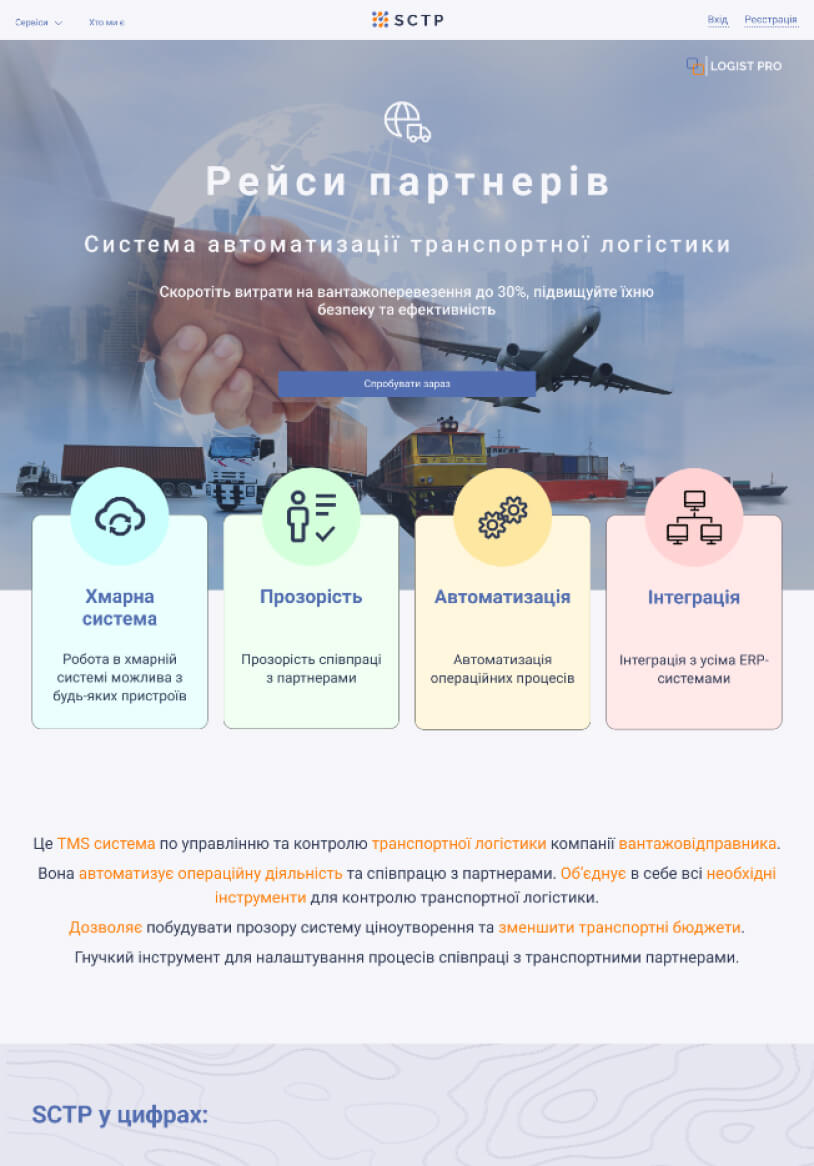 Сервіси
Хто ми є
SCTP
Вхід
Реєстрація
LOGIST PRO
Рейси партнерів
Система автоматизації транспортної логістики
Скоротіть витрати на вантажоперевезення до 30%, підвищуйте їхню
безпеку та ефективність
Спробувати зараз
Хмарна
система
Робота в хмарній
системі можлива з
будь-яких пристроїв
Прозорість
Прозорість співпраці
з партнерами
Автоматизація
Автоматизація
операційних процесів
Інтеграція
Інтеграція з усіма ERP-
системами
Це TMS система по управлінню та контролю транспортної логістики компанії вантажовідправника.
Вона автоматизує операційну діяльність та співпрацю з партнерами. Об'єднує в себе всі необхідні
інструменти для контролю транспортної логістики.
Дозволяє побудувати прозору систему ціноутворення та зменшити транспортні бюджети.
Гнучкий інструмент для налаштування процесів співпраці з транспортними партнерами.
SCTP у цифрах: